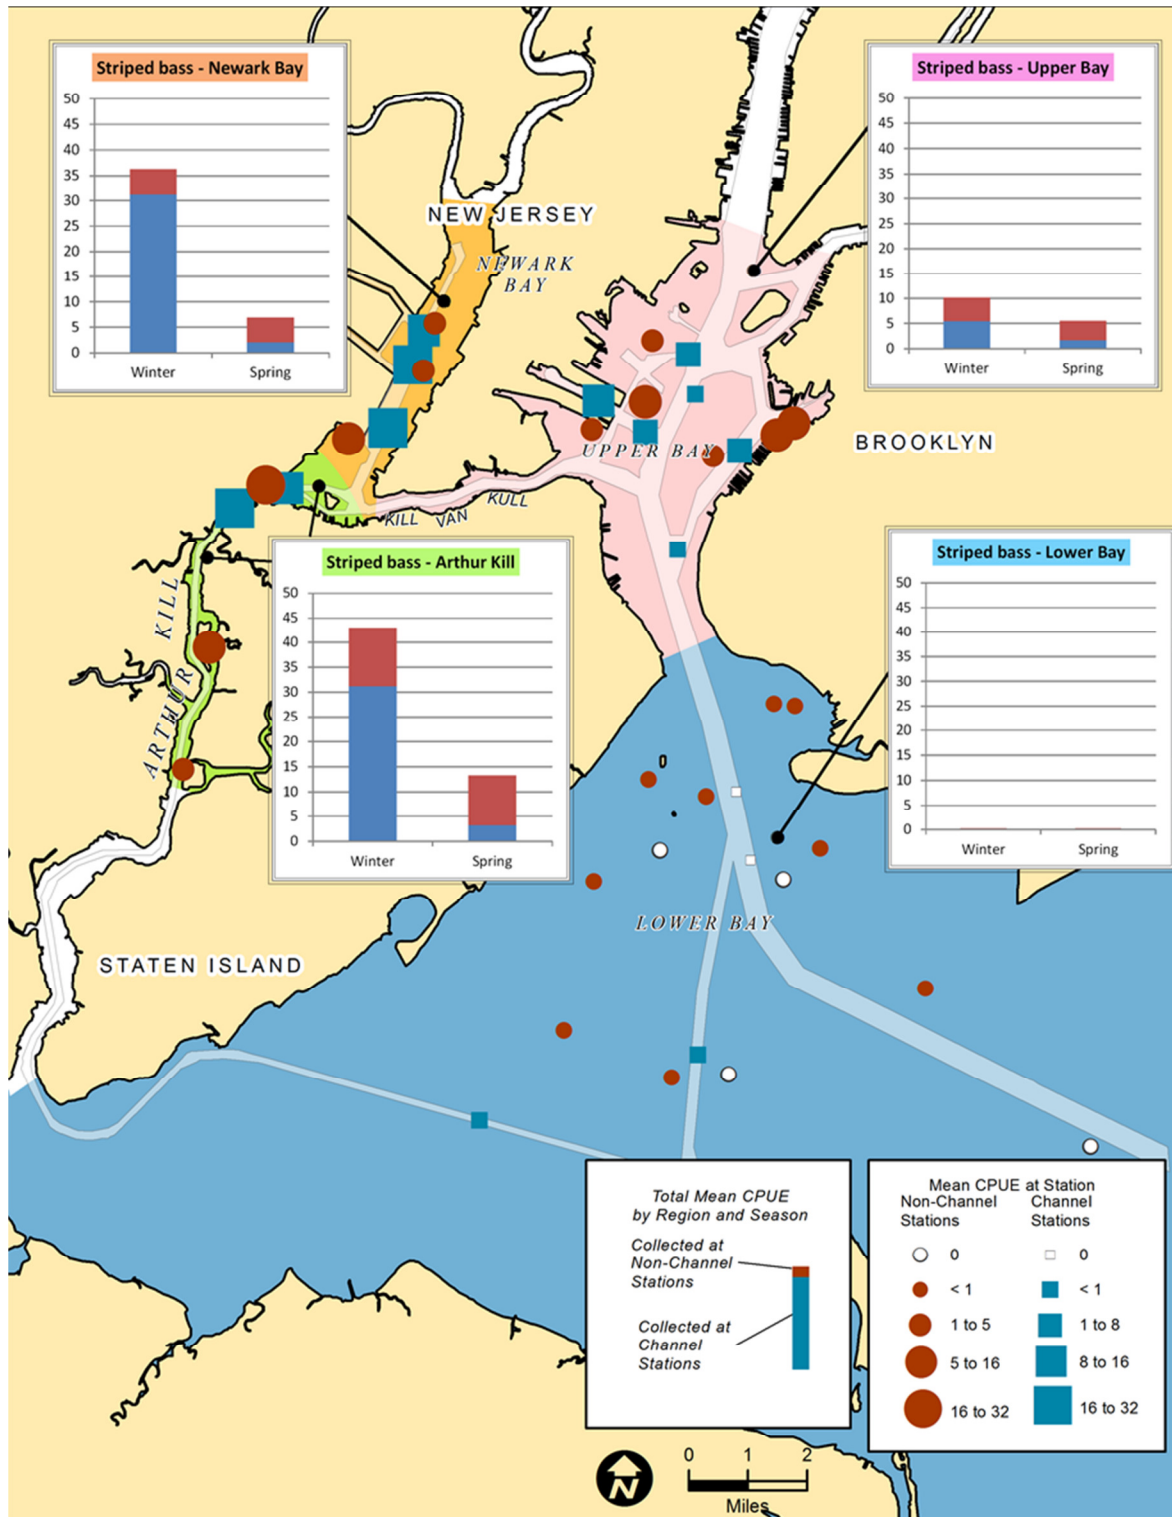 Striped bass - Newark Bay
50
45
40
35
30
25
20
15
10
5
0
Winter Spring
Striped bass - Upper Bay
50
45
40
35
30
25
20
15
10
5
0
Winter Spring
NEW JERSEY
NEWARK
BAY
BROOKLYN
UPPER BAY
KILL VAN KULL
Striped bass - Arthur Kill
50
45
40
35
30
25
20
15
10
5
0
Winter Spring
Striped bass - Lower Bay
50
45
40
35
30
25
20
15
10
5
0
Winter Spring
ARTHUR KILL
LOWER BAY
STATEN ISLAND
Total Mean CPUE
by Region and Season
Collected at
Non-Channel
Stations
Collected at
Channel
Stations
Mean CPUE at Station
Non-Channel Channel
Stations Stations
0 0
< 1 < 1
1 to 5 1 to 8
5 to 16 8 to 16
16 to 32 16 to 32
N
0 1 2
Miles